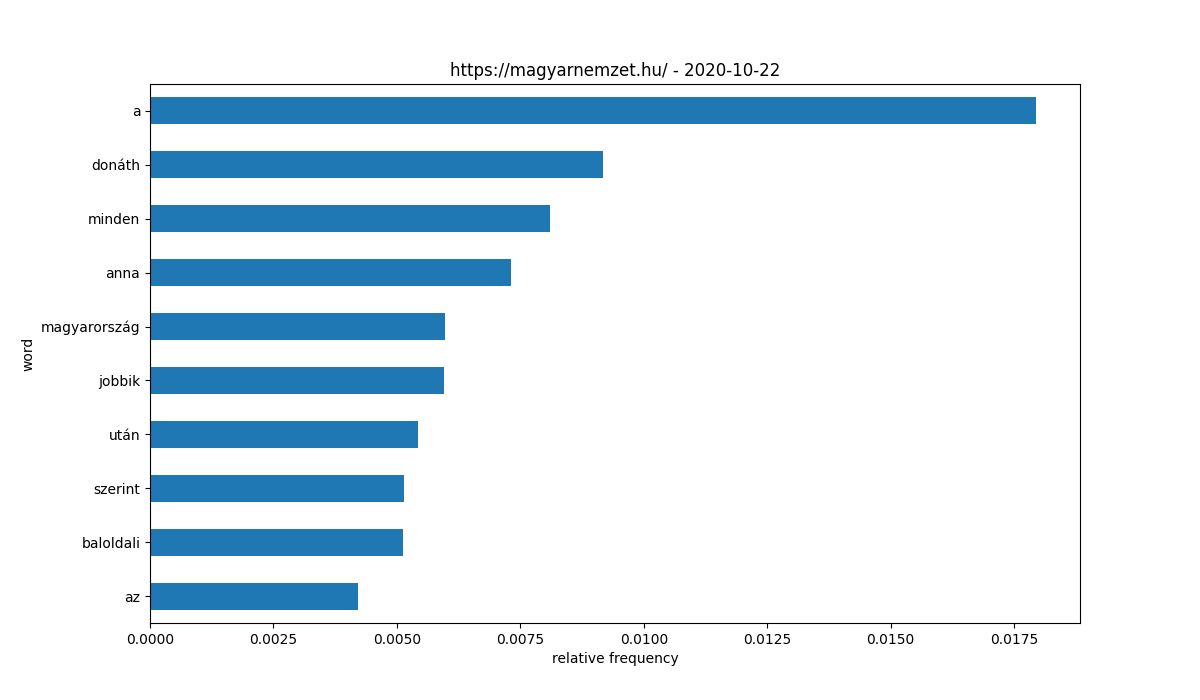 https://magyarnemzet.hu/ - 2020-10-22
a
donáth
minden
anna
magyarország
jobbik
után
szerint
baloldali
az
word
0.0000 0.0025 0.0050 0.0075 0.0100 0.0125 0.0150 0.0175
relative frequency